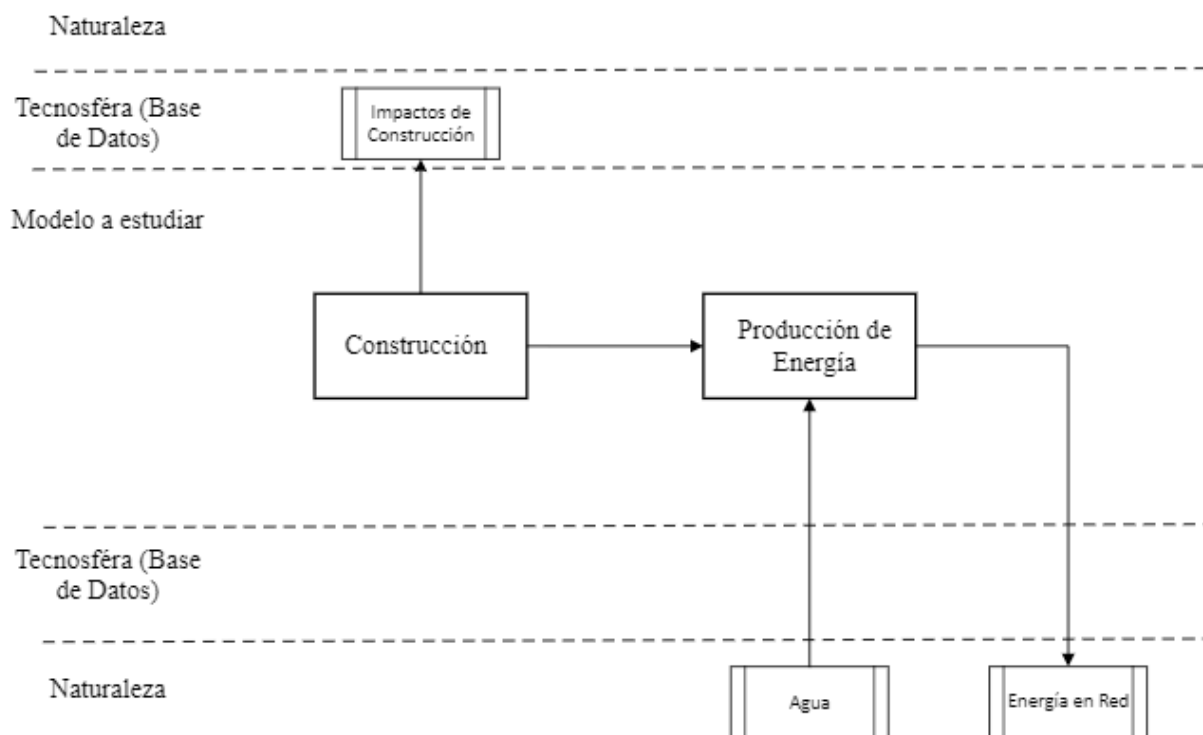 Naturaleza
Tecnosféra (Base
de Datos)
Impactos de
Construcción
Modelo a estudiar
Construcción
Producción de
Energía
Tecnosféra (Base
de Datos)
Naturaleza
Agua
Energía en Red